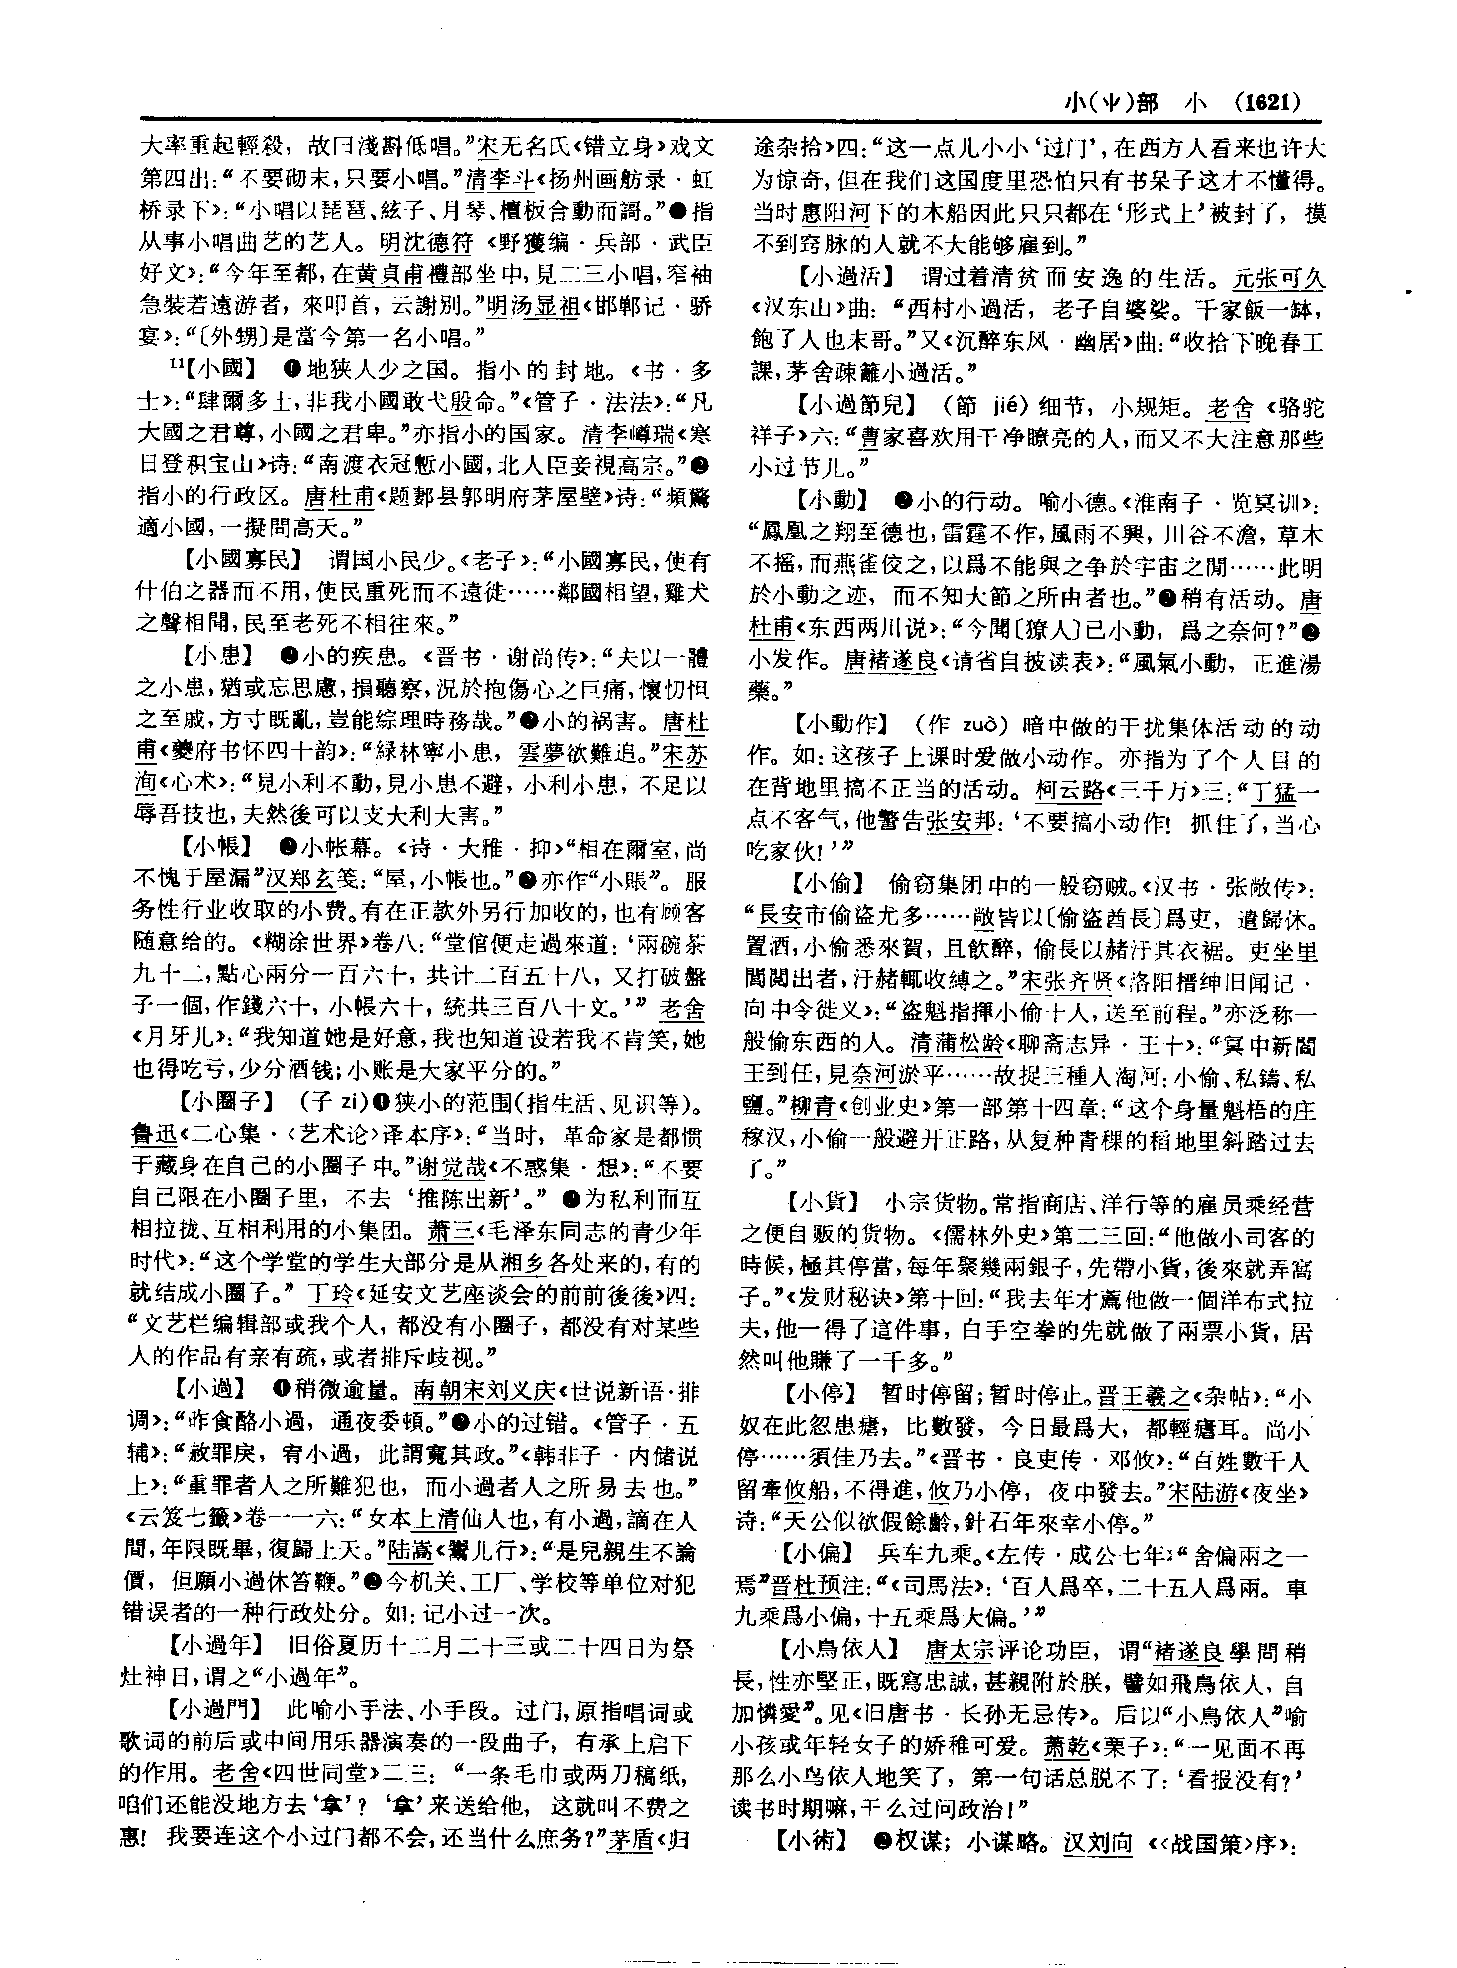 小(⺌)部 小 (1621)
大率重起輕殺，故曰淺斟低唱。”宋无名氏《错立身》戏文
第四出：“不要砌末，只要小唱。”清李斗《扬州画舫录·虹
桥录下》：“小唱以琵琶、絃子、月琴、檀板合動而謌。”❷指
从事小唱曲艺的艺人。明沈德符《野獲编·兵部·武臣
好文》：“今年至都，在黄貞甫禮部坐中，見二三小唱，窄袖
急裝若遠游者，來叩首，云謝别。”明汤显祖《邯郸记·骄
宴》：“〔外甥〕是當今第一名小唱。”
¹¹【小國】 ❶地狭人少之国。指小的封地。《书·多
士》：“肆爾多士，非我小國敢弋殷命。”《管子·法法》：“凡
大國之君尊，小國之君卑。”亦指小的国家。清李嶟瑞《寒
日登积宝山》诗：“南渡衣冠慙小國，北人臣妾視高宗。”❷
指小的行政区。唐杜甫《题郪县郭明府茅屋壁》诗：“頻驚
適小國，一擬問高天。”
【小國寡民】 谓国小民少。《老子》：“小國寡民，使有
什伯之器而不用，使民重死而不遠徙……鄰國相望，雞犬
之聲相聞，民至老死不相往來。”
【小患】 ❶小的疾患。《晋书·谢尚传》：“夫以一體
之小患，猶或忘思慮，損聽察，況於抱傷心之巨痛，懷忉怛
之至戚，方寸既亂，豈能綜理時務哉。”❷小的祸害。唐杜
甫《夔府书怀四十韵》：“緑林寧小患，雲夢欲難追。”宋苏
洵《心术》：“見小利不動，見小患不避，小利小患，不足以
辱吾技也，夫然後可以支大利大害。”
【小帳】 ❶小帐幕。《诗·大雅·抑》“相在爾室，尚
不愧于屋漏”汉郑玄笺：“屋，小帳也。”❷亦作“小賬”。服
务性行业收取的小费。有在正款外另行加收的，也有顾客
随意给的。《糊涂世界》卷八：“堂倌便走過來道：‘兩碗茶
九十二，點心兩分一百六十，共计二百五十八，又打破盤
子一個，作錢六十，小帳六十，統共三百八十文。’” 老舍
《月牙儿》：“我知道她是好意，我也知道设若我不肯笑，她
也得吃亏，少分酒钱；小账是大家平分的。”
【小圈子】 （子 zi）❶狭小的范围（指生活、见识等）。
鲁迅《二心集·〈艺术论〉译本序》：“当时，革命家是都惯
于藏身在自己的小圈子中。”谢觉哉《不惑集·想》：“不要
自己限在小圈子里，不去‘推陈出新’。” ❷为私利而互
相拉拢、互相利用的小集团。萧三《毛泽东同志的青少年
时代》：“这个学堂的学生大部分是从湘乡各处来的，有的
就结成小圈子。” 丁玲《延安文艺座谈会的前前後後》四：
“文艺栏编辑部或我个人，都没有小圈子，都没有对某些
人的作品有亲有疏，或者排斥歧视。”
【小過】 ❶稍微逾量。南朝宋刘义庆《世说新语·排
调》：“昨食酪小過，通夜委頓。”❷小的过错。《管子·五
辅》：“赦罪戾，宥小過，此謂寬其政。”《韩非子·内储说
上》：“重罪者人之所難犯也，而小過者人之所易去也。”
《云笈七籤》卷一一六：“女本上清仙人也，有小過，謫在人
間，年限既畢，復歸上天。”陆嵩《鬻儿行》：“是兒親生不論
價，但願小過休笞鞭。”❸今机关、工厂、学校等单位对犯
错误者的一种行政处分。如：记小过一次。
【小過年】 旧俗夏历十二月二十三或二十四日为祭
灶神日，谓之“小過年”。
【小過門】 此喻小手法、小手段。过门，原指唱词或
歌词的前后或中间用乐器演奏的一段曲子，有承上启下
的作用。老舍《四世同堂》二三：“一条毛巾或两刀稿纸，
咱们还能没地方去‘拿’？‘拿’来送给他，这就叫不费之
惠！我要连这个小过门都不会，还当什么庶务？”茅盾《归
途杂拾》四：“这一点儿小小‘过门’，在西方人看来也许大
为惊奇，但在我们这国度里恐怕只有书呆子这才不懂得。
当时惠阳河下的木船因此只只都在‘形式上’被封了，摸
不到窍脉的人就不大能够雇到。”
【小過活】 谓过着清贫而安逸的生活。元张可久
《汉东山》曲：“西村小過活，老子自婆娑。千家飯一缽，
飽了人也末哥。”又《沉醉东风·幽居》曲：“收拾下晚春工
課，茅舍疎籬小過活。”
【小過節兒】 （節 jié）细节，小规矩。老舍《骆驼
祥子》六：“曹家喜欢用干净瞭亮的人，而又不大注意那些
小过节儿。”
【小動】 ❶小的行动。喻小德。《淮南子·览冥训》：
“鳳凰之翔至德也，雷霆不作，風雨不興，川谷不澹，草木
不摇，而燕雀佼之，以爲不能與之争於宇宙之間……此明
於小動之迹，而不知大節之所由者也。”❷稍有活动。唐
杜甫《东西两川说》：“今聞〔獠人〕已小動，爲之奈何？”❸
小发作。唐褚遂良《请省自披读表》：“風氣小動，正進湯
藥。”
【小動作】 （作 zuò）暗中做的干扰集体活动的动
作。如：这孩子上课时爱做小动作。亦指为了个人目的
在背地里搞不正当的活动。柯云路《三千万》三：“丁猛一
点不客气，他警告张安邦：‘不要搞小动作！抓住了，当心
吃家伙！’”
【小偷】 偷窃集团中的一般窃贼。《汉书·张敞传》：
“長安市偷盗尤多……敞皆以〔偷盗酋長〕爲吏，遣歸休。
置酒，小偷悉來賀，且飲醉，偷長以赭汙其衣裾。吏坐里
閭閲出者，汙赭輒收縛之。”宋张齐贤《洛阳搢绅旧闻记·
向中令徙义》：“盗魁指揮小偷十人，送至前程。”亦泛称一
般偷东西的人。清蒲松龄《聊斋志异·王十》：“冥中新閻
王到任，見奈河淤平……故捉三種人淘河：小偷、私鑄、私
鹽。”柳青《创业史》第一部第十四章：“这个身量魁梧的庄
稼汉，小偷一般避开正路，从复种青稞的稻地里斜踏过去
了。”
【小貨】 小宗货物。常指商店、洋行等的雇员乘经营
之便自贩的货物。《儒林外史》第二三回：“他做小司客的
時候，極其停當，每年聚幾兩銀子，先帶小貨，後來就弄窩
子。”《发财秘诀》第十回：“我去年才薦他做一個洋布式拉
夫，他一得了這件事，白手空拳的先就做了兩票小貨，居
然叫他賺了一千多。”
【小停】 暂时停留；暂时停止。晋王羲之《杂帖》：“小
奴在此忽患瘧，比數發，今日最爲大，都輕瘥耳。尚小
停……須佳乃去。”《晋书·良吏传·邓攸》：“百姓數千人
留牽攸船，不得進，攸乃小停，夜中發去。”宋陆游《夜坐》
诗：“天公似欲假餘齡，針石年來幸小停。”
【小偏】 兵车九乘。《左传·成公七年》“舍偏兩之一
焉”晋杜预注：“《司馬法》：‘百人爲卒，二十五人爲兩。車
九乘爲小偏，十五乘爲大偏。’”
【小鳥依人】 唐太宗评论功臣，谓“褚遂良學問稍
長，性亦堅正，既寫忠誠，甚親附於朕，譬如飛鳥依人，自
加憐愛”。见《旧唐书·长孙无忌传》。后以“小鳥依人”喻
小孩或年轻女子的娇稚可爱。萧乾《栗子》：“一见面不再
那么小鸟依人地笑了，第一句话总脱不了：‘看报没有？’
读书时期嘛，干么过问政治！”
【小術】 ❶权谋；小谋略。汉刘向《〈战国策〉序》：